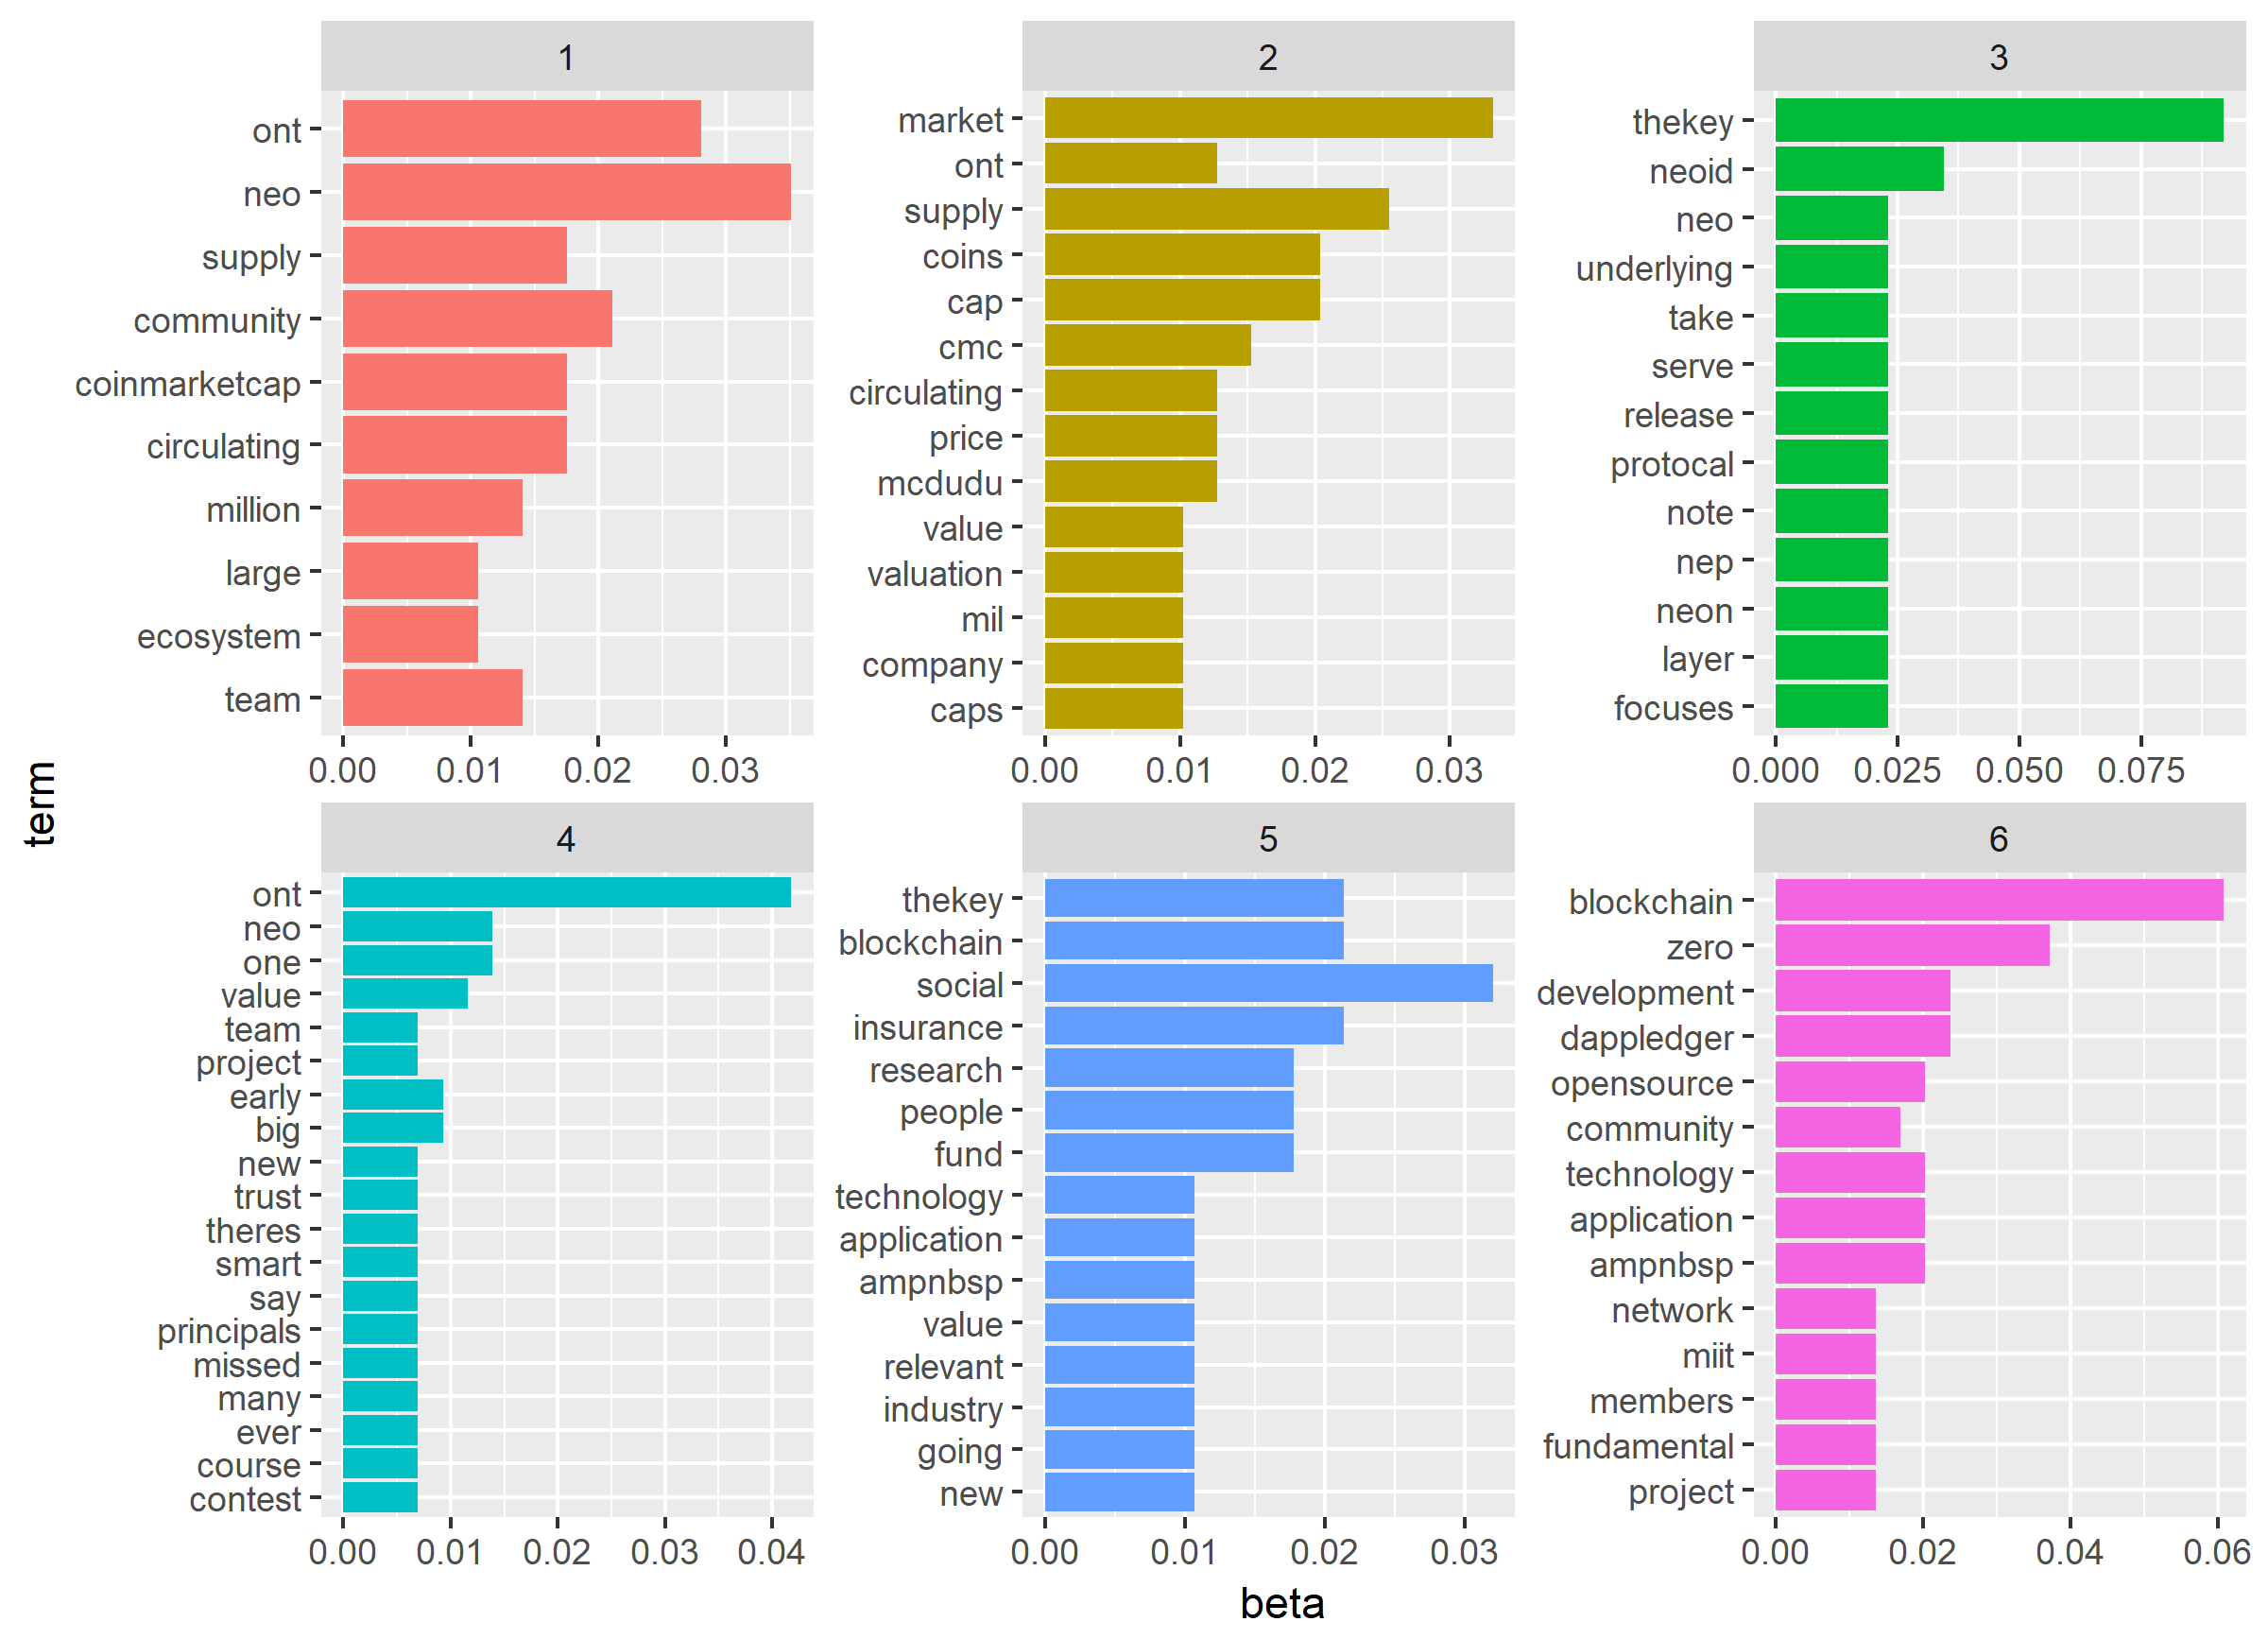 1
ont
neo
supply
community
coinmarketcap
circulating
million
large
ecosystem
team
0.00 0.01 0.02 0.03
2
market
ont
supply
coins
cap
cmc
circulating
price
mcdudu
value
valuation
mil
company
caps
0.00 0.01 0.02 0.03
3
thekey
neoid
neo
underlying
take
serve
release
protocal
note
nep
neon
layer
focuses
0.000 0.025 0.050 0.075
4
ont
neo
one
value
team
project
early
big
new
trust
theres
smart
say
principals
missed
many
ever
course
contest
0.00 0.01 0.02 0.03 0.04
5
thekey
blockchain
social
insurance
research
people
fund
technology
application
ampnbsp
value
relevant
industry
going
new
0.00 0.01 0.02 0.03
6
blockchain
zero
development
dappledger
opensource
community
technology
application
ampnbsp
network
miit
members
fundamental
project
0.00 0.02 0.04 0.06
term
beta